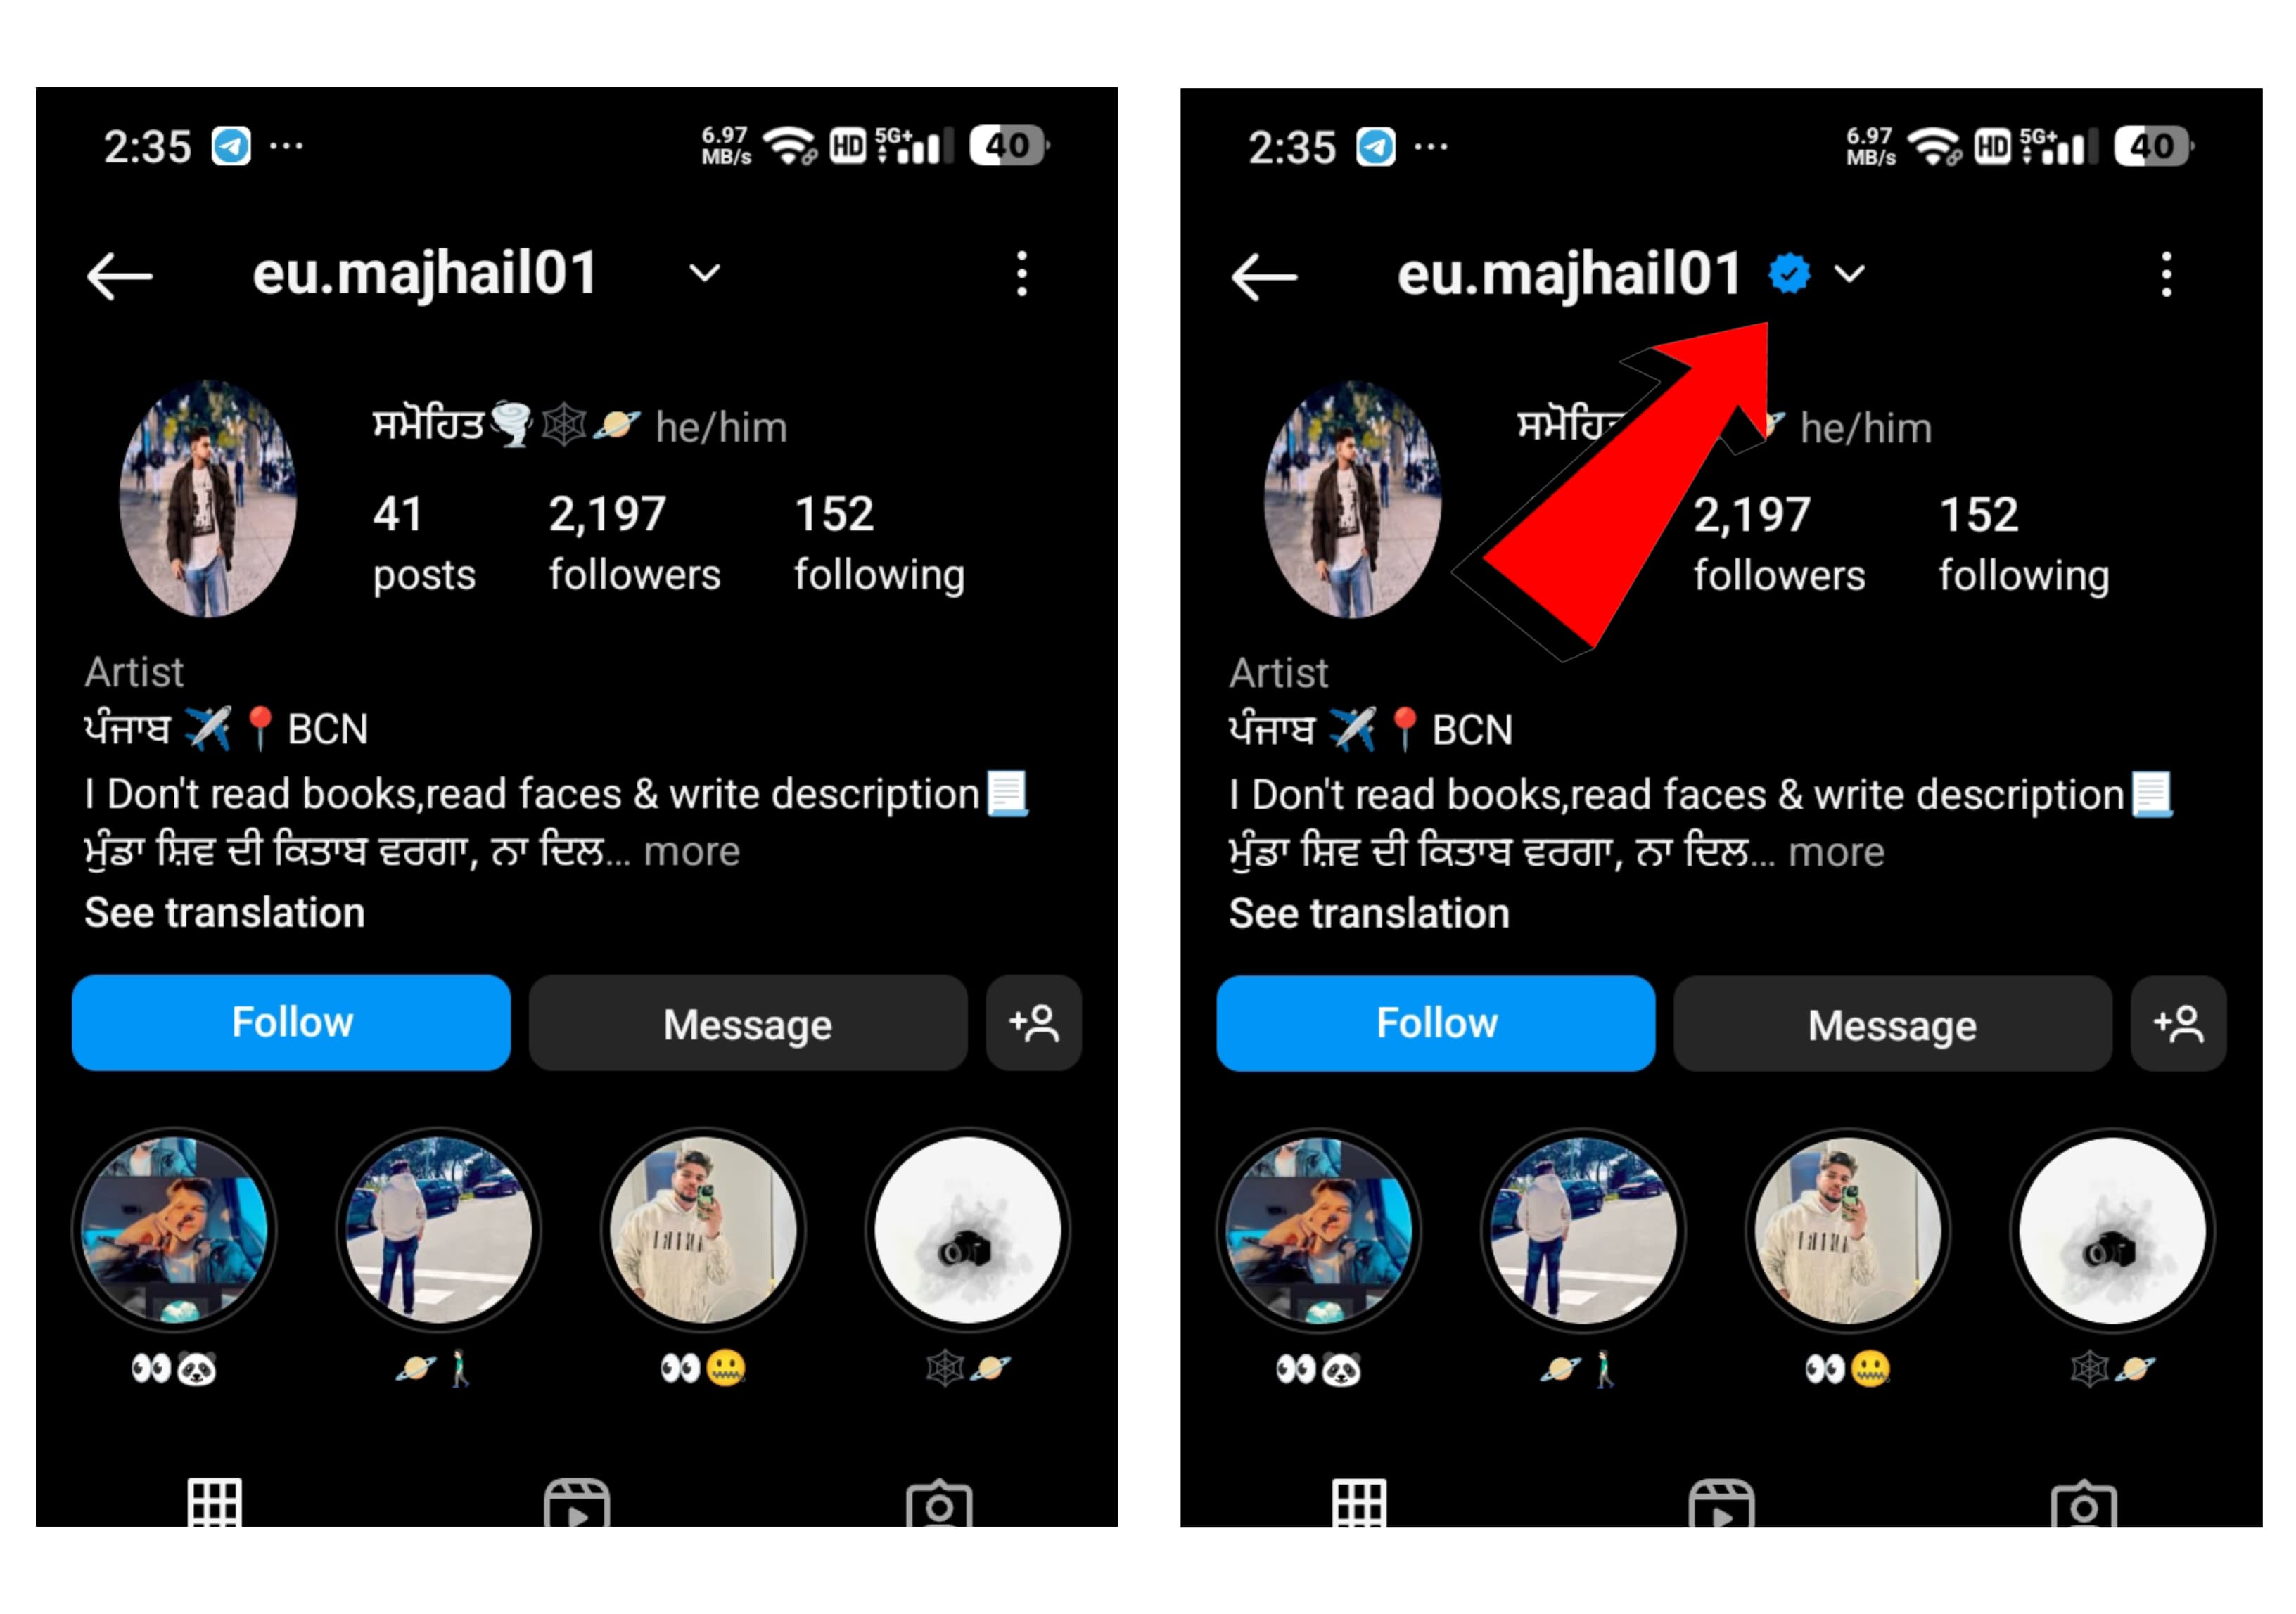 2:35
6.97
MB/s
HD
5G+
40
eu.majhail01
ਸਮੋਹਿਤ🌪️🕸️🪐 he/him
41
2,197
152
posts
followers
following
Artist
ਪੰਜਾਬ ✈️📍BCN
I Don't read books,read faces & write description📃
ਮੁੰਡਾ ਸ਼ਿਵ ਦੀ ਕਿਤਾਬ ਵਰਗਾ, ਨਾ ਦਿਲ... more
See translation
Follow
Message
👀🐼
🪐🚶🏻‍♂️
👀🤐
🕸️🪐
2:35
6.97
MB/s
HD
5G+
40
eu.majhail01
he/him
2,197
152
followers
following
Artist
ਪੰਜਾਬ ✈️📍BCN
I Don't read books,read faces & write description📃
ਮੁੰਡਾ ਸ਼ਿਵ ਦੀ ਕਿਤਾਬ ਵਰਗਾ, ਨਾ ਦਿਲ... more
See translation
Follow
Message
👀🐼
🪐🚶🏻‍♂️
👀🤐
🕸️🪐